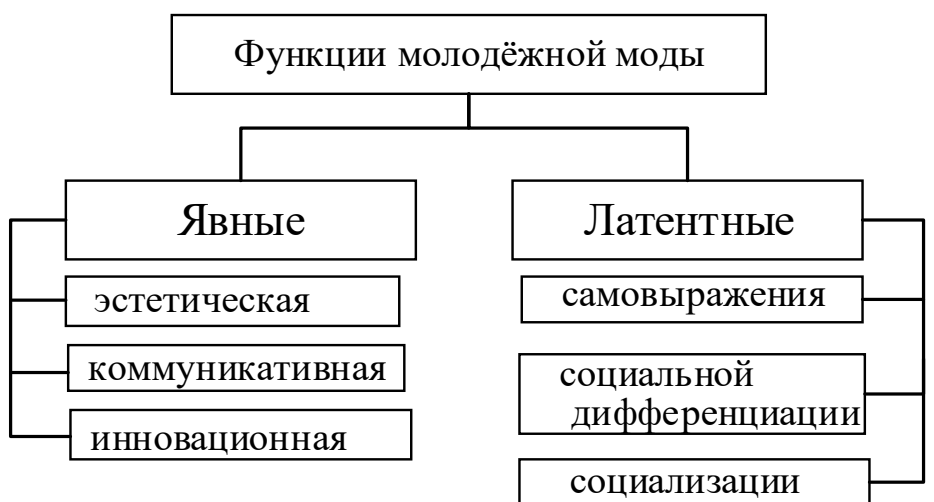 Функции молодёжной моды
Явные
эстетическая
коммуникативная
инновационная
Латентные
самовыражения
социальной
дифференциации
социализации